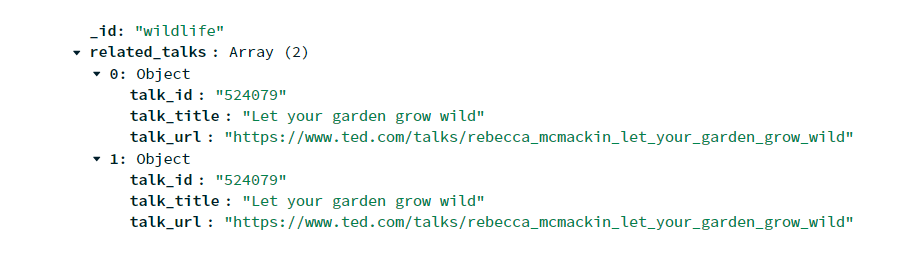 _id: "wildlife"
related_talks : Array (2)
0: Object
talk_id : "524079"
talk_title : "Let your garden grow wild"
talk_url : "https://www.ted.com/talks/rebecca_mcmackin_let_your_garden_grow_wild"
1: Object
talk_id : "524079"
talk_title : "Let your garden grow wild"
talk_url : "https://www.ted.com/talks/rebecca_mcmackin_let_your_garden_grow_wild"